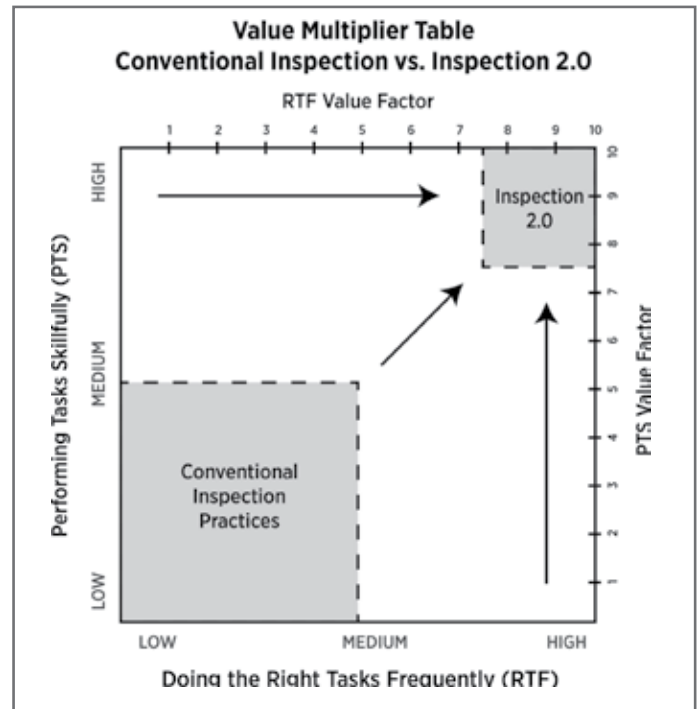 Value Multiplier Table
Conventional Inspection vs. Inspection 2.0
RTF Value Factor
1 2 3 4 5 6 7 8 9 10
HIGH
MEDIUM
LOW
Performing Tasks Skillfully (PTS)
Inspection
2.0
Conventional
Inspection
Practices
10
9
8
7
6
5
4
3
2
1
PTS Value Factor
LOW MEDIUM HIGH
Doing the Right Tasks Frequently (RTF)